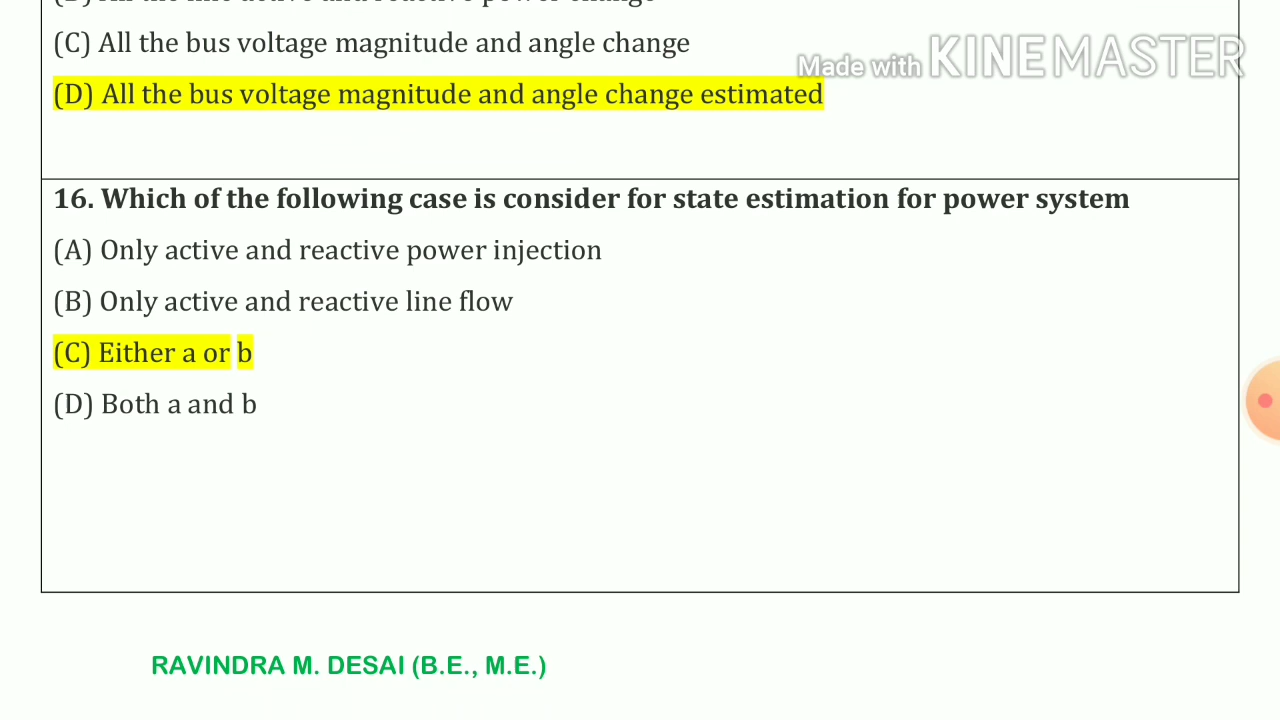 (C) All the bus voltage magnitude and angle change
Made with KINEMASTER
(D) All the bus voltage magnitude and angle change estimated
16. Which of the following case is consider for state estimation for power system
(A) Only active and reactive power injection
(B) Only active and reactive line flow
(C) Either a or b
(D) Both a and b
RAVINDRA M. DESAI (B.E., M.E.)